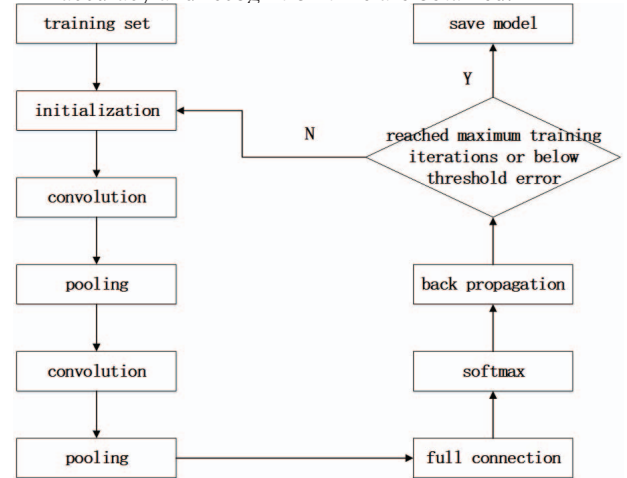 training set
initialization
convolution
pooling
convolution
pooling
full connection
softmax
back propagation
reached maximum training
iterations or below
threshold error
N
Y
save model